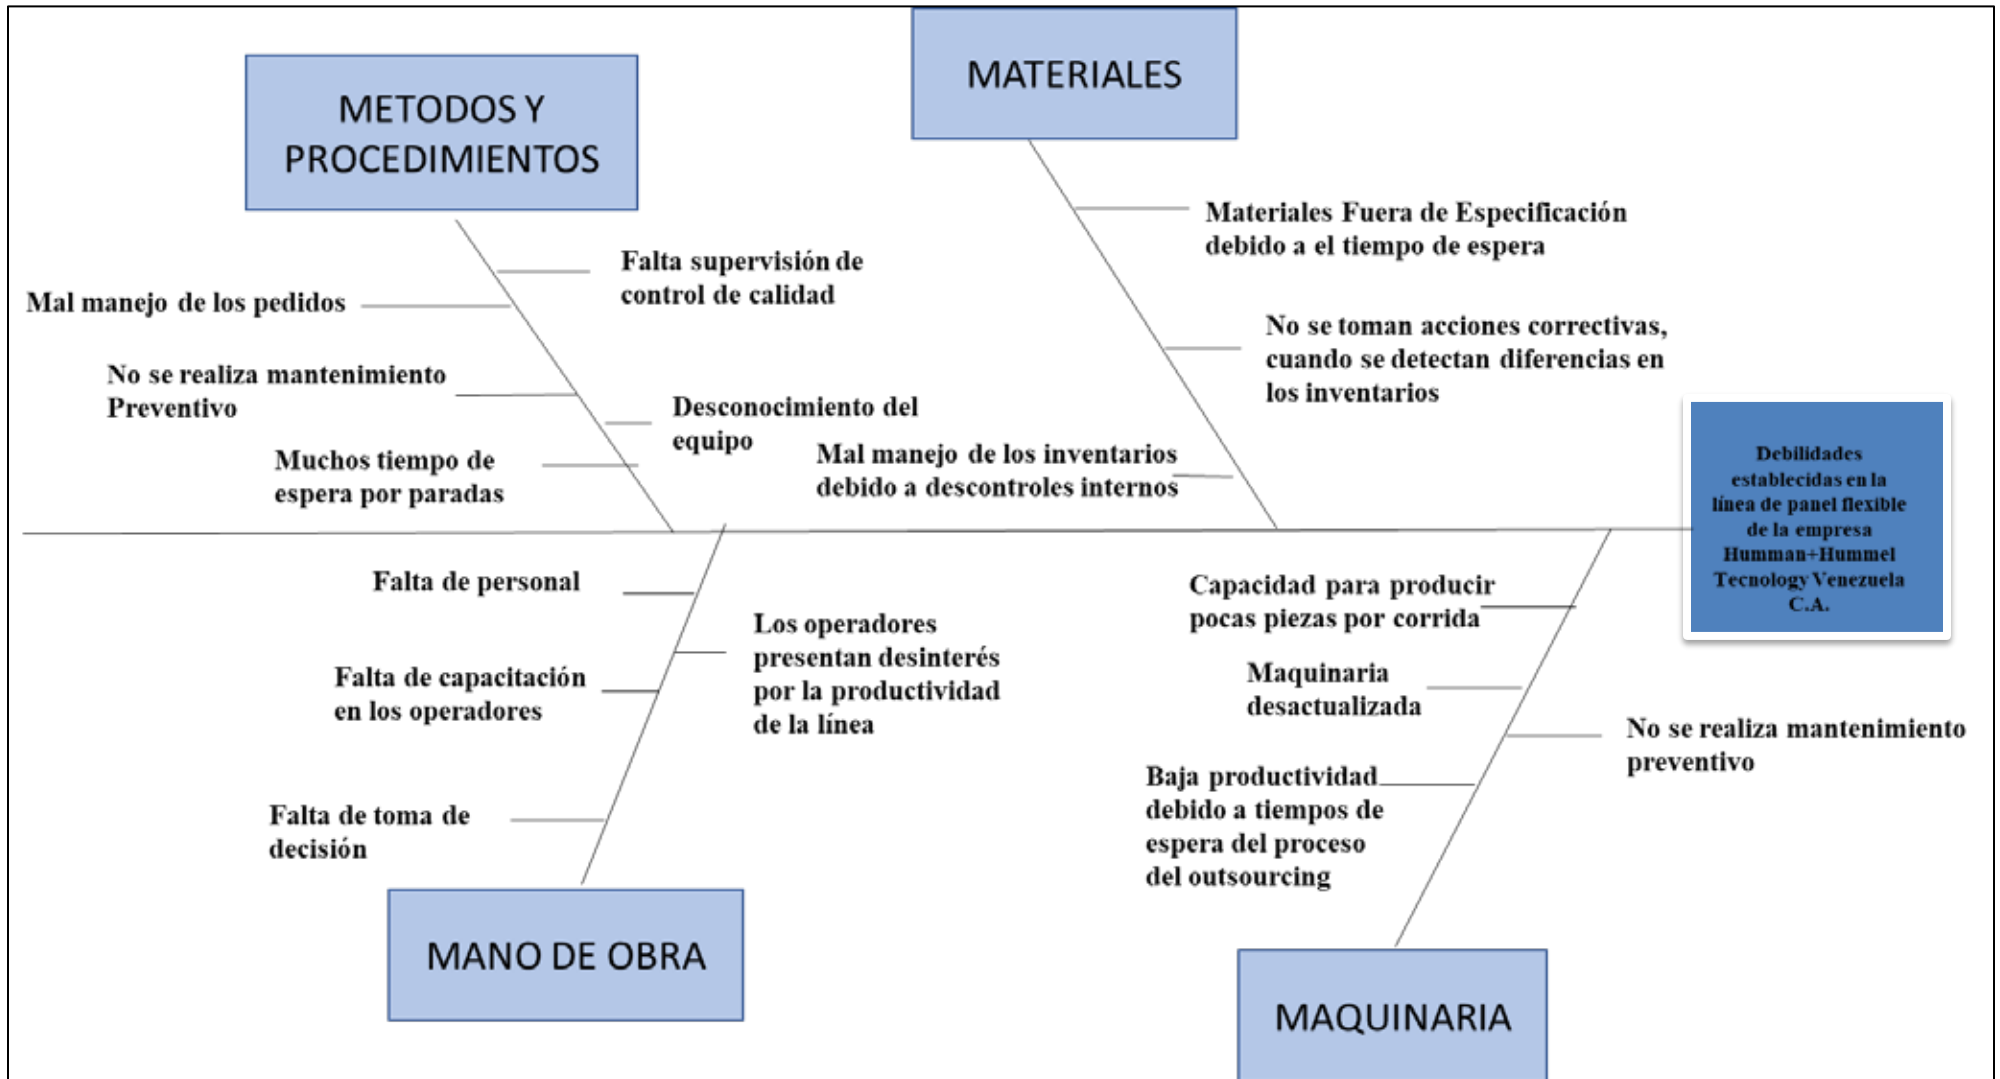 METODOS Y
PROCEDIMIENTOS
MATERIALES
Falta supervisión de
control de calidad
Mal manejo de los pedidos
No se realiza mantenimiento
Preventivo
Desconocimiento del
equipo
Muchos tiempo de
espera por paradas
Materiales Fuera de Especificación
debido a el tiempo de espera
No se toman acciones correctivas,
cuando se detectan diferencias en
los inventarios
Mal manejo de los inventarios
debido a descontroles internos
Debilidades
establecidas en la
línea de panel flexible
de la empresa
Humman+Hummel
Tecnology Venezuela
C.A.
Falta de personal
Los operadores
presentan desinterés
por la productividad
de la línea
Falta de capacitación
en los operadores
Falta de toma de
decisión
MANO DE OBRA
Capacidad para producir
pocas piezas por corrida
Maquinaria
desactualizada
No se realiza mantenimiento
preventivo
Baja productividad
debido a tiempos de
espera del proceso
del outsourcing
MAQUINARIA